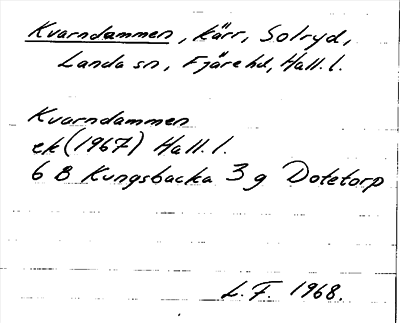 Kvarndammen, kärr, Solryd,
Landa sn, Fjäre hd, Hall. l.
Kvarndammen
ek (1967) Hall. l.
6 B Kungsbacka 3 g Dotetorp
L. F. 1968.